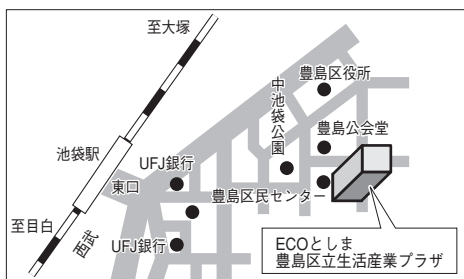 至大塚
豊島区役所
中池袋公園
豊島公会堂
池袋駅
UFJ銀行
東口
豊島区民センター
至目白
西武
UFJ銀行
ECOとしま
豊島区立生活産業プラザ